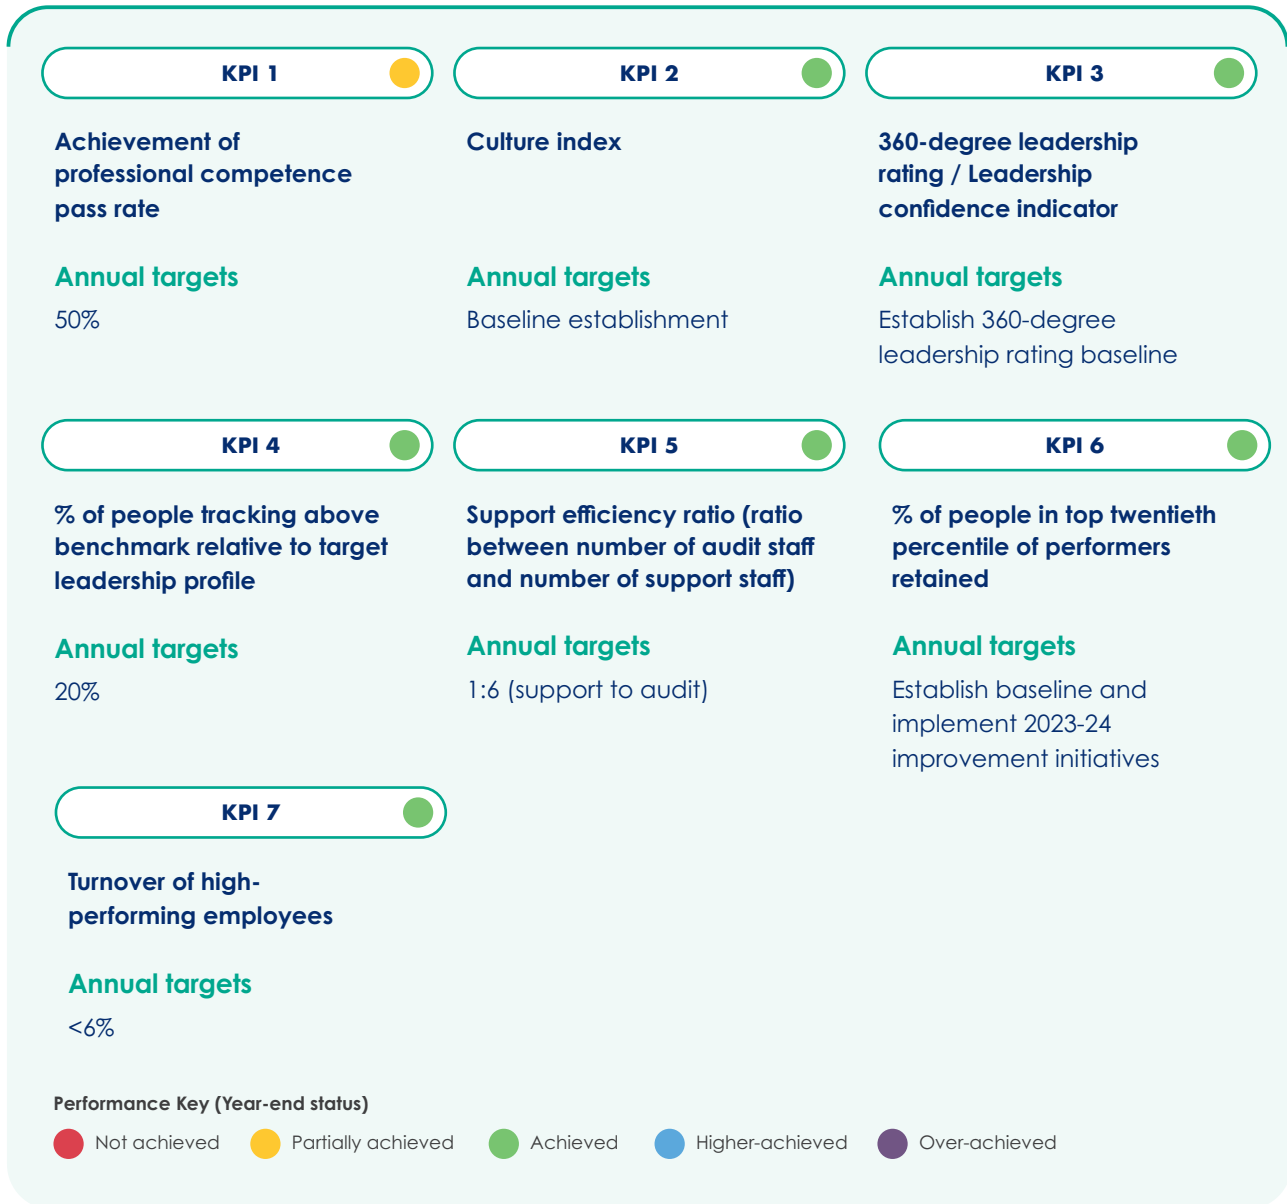 KPI 1
Achievement of
professional competence
pass rate
Annual targets
50%
KPI 2
Culture index
Annual targets
Baseline establishment
KPI 3
360-degree leadership
rating / Leadership
confidence indicator
Annual targets
Establish 360-degree
leadership rating baseline
KPI 4
% of people tracking above
benchmark relative to target
leadership profile
Annual targets
20%
KPI 5
Support efficiency ratio (ratio
between number of audit staff
and number of support staff)
Annual targets
1:6 (support to audit)
KPI 6
% of people in top twentieth
percentile of performers
retained
Annual targets
Establish baseline and
implement 2023-24
improvement initiatives
KPI 7
Turnover of high-
performing employees
Annual targets
<6%
Performance Key (Year-end status)
Not achieved
Partially achieved
Achieved
Higher-achieved
Over-achieved